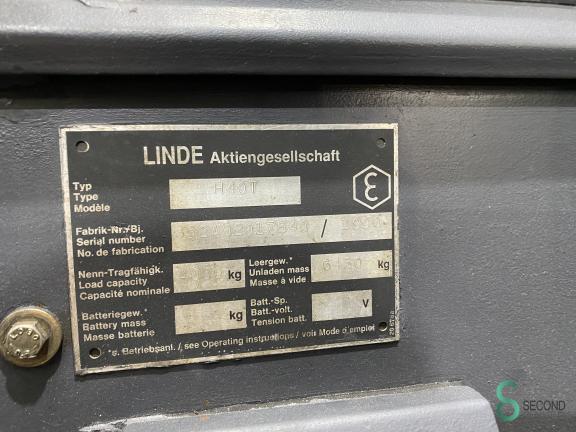 LINDE Aktiengesellschaft
Typ
Type
Modèle
H40T
Fabrik-Nr./Bj.
Serial number
No. de fabrication
/
Nenn-Tragfähigk.
Load capacity
Capacité nominale
kg
Leergew.*
Unladen mass
Masse à vide
kg
Batteriegew.*
Battery mass
Masse batterie
kg
Batt.-Sp.
Batt.-volt.
Tension batt.
V
*s. Betriebsanl./ see Operating instructions / voir Mode d'emploi
SECOND